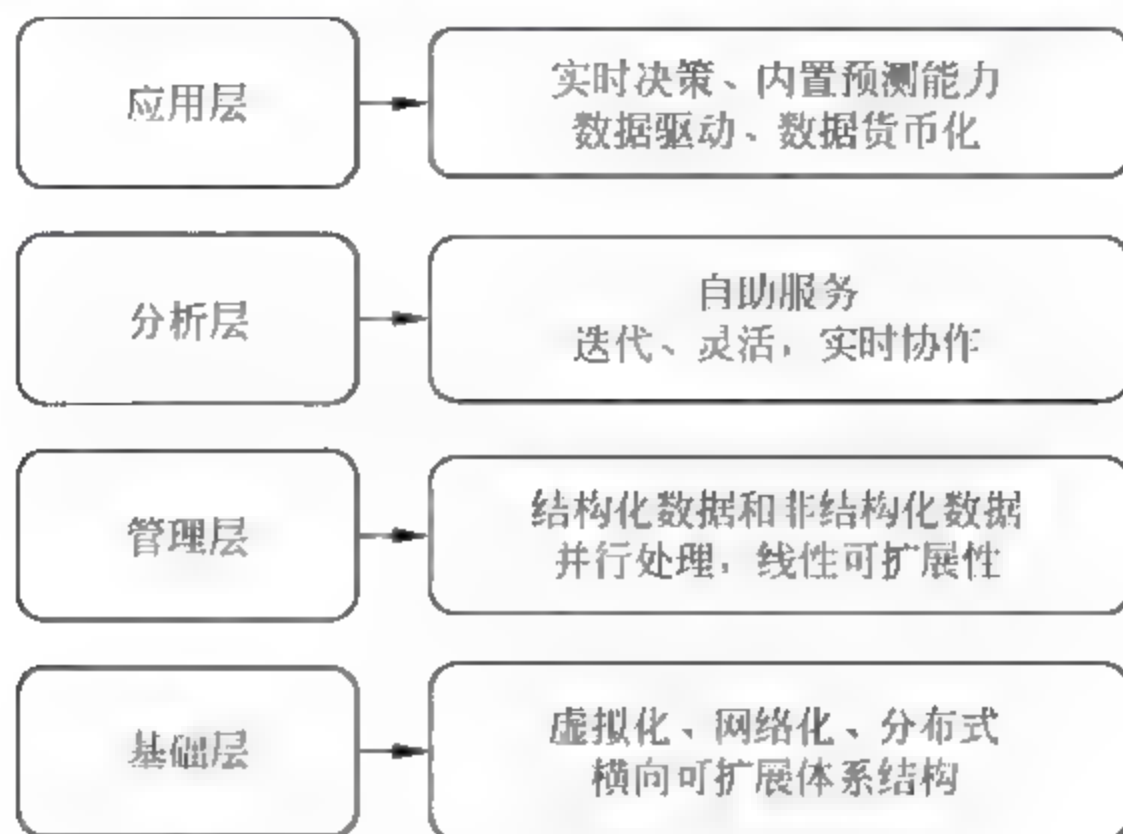 应用层
实时决策、内置预测能力
数据驱动、数据货币化
分析层
自助服务
迭代、灵活，实时协作
管理层
结构化数据和非结构化数据
并行处理，线性可扩展性
基础层
虚拟化、网络化、分布式
横向可扩展体系结构